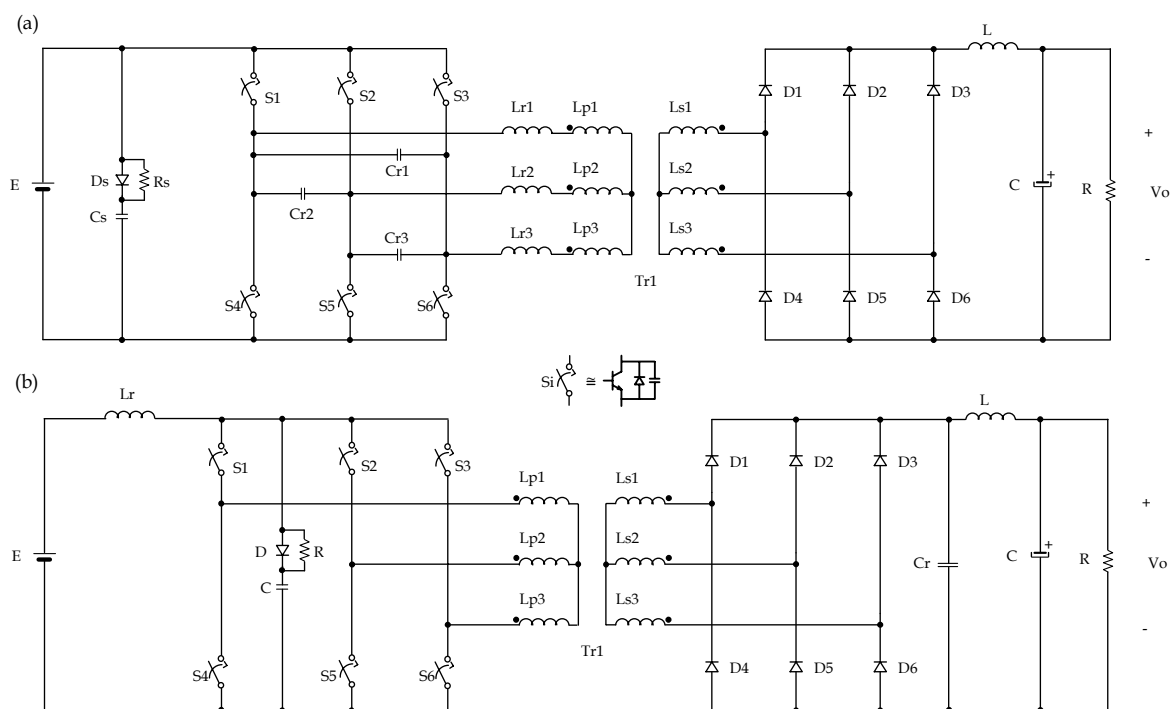 (a)
L
S1 S2 S3 D1 D2 D3
Lr1 Lp1 Ls1
+
Cr1
E Ds Rs Lr2 Lp2 Ls2 C + R Vo
Cs Cr2
Cr3 Lr3 Lp3 Ls3
-
Tr1
S4 S5 S6 D4 D5 D6
Si ≅
(b)
Lr L
S1 S2 S3 D1 D2 D3
Lp1 Ls1
+
E D R Lp2 Ls2 Cr C + R Vo
C
Lp3 Ls3
-
Tr1
S4 S5 S6 D4 D5 D6